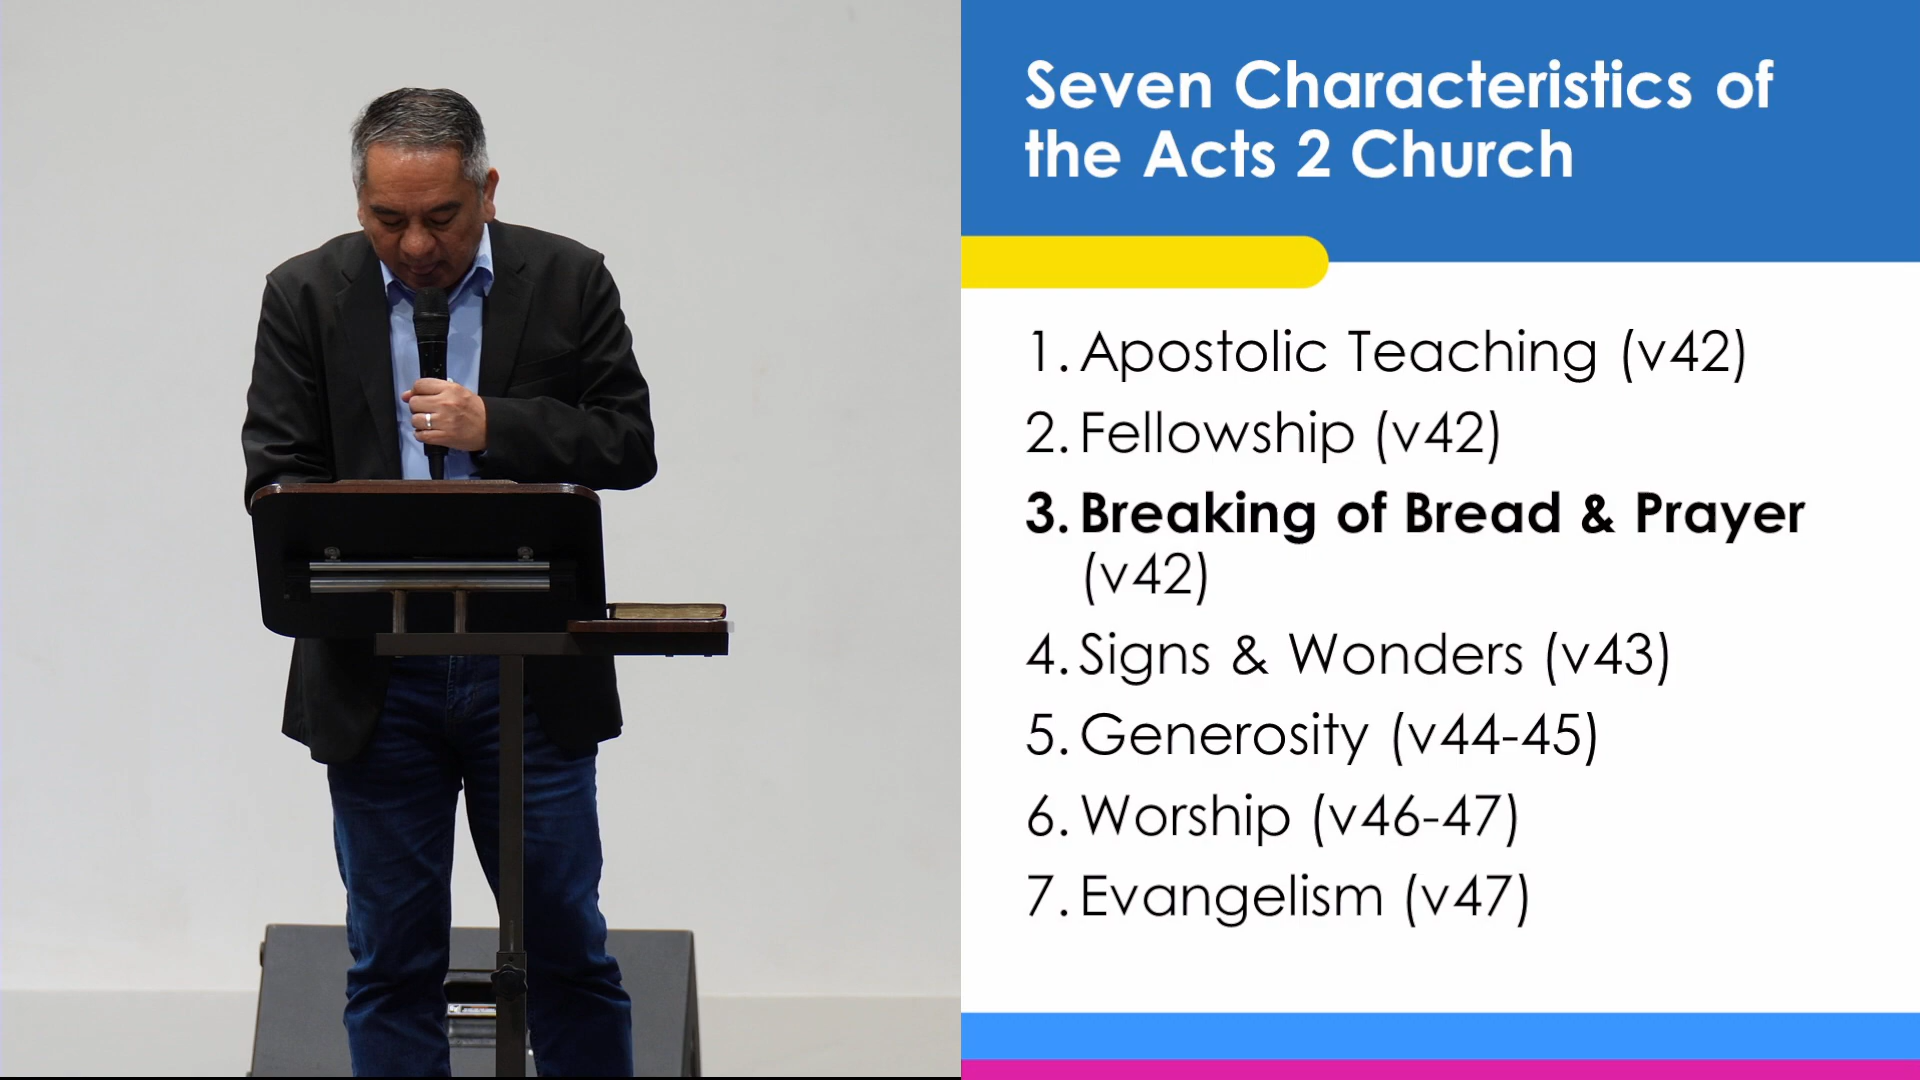 Seven Characteristics of
the Acts 2 Church
1. Apostolic Teaching (v42)
2. Fellowship (v42)
3. Breaking of Bread & Prayer
(v42)
4. Signs & Wonders (v43)
5. Generosity (v44-45)
6. Worship (v46-47)
7. Evangelism (v47)